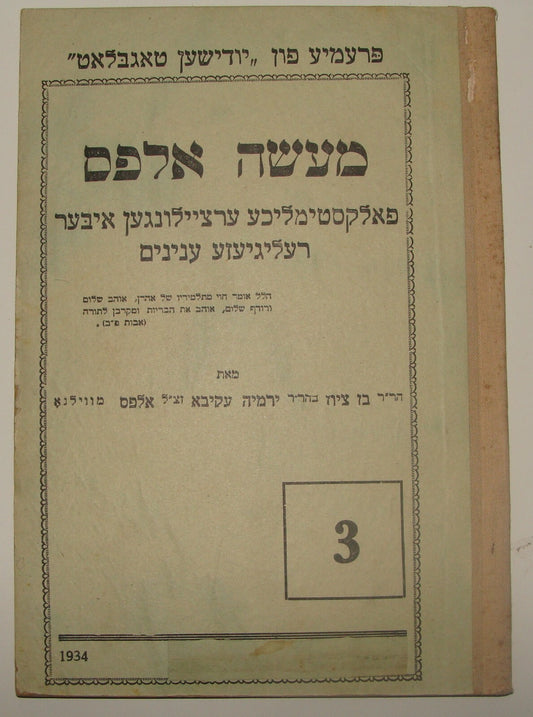 פרעמיע פון „יודישען טאגבלאט״
מעשה אלפס
פאלקסטימליכע ערציילונגען איבער
רעליגיעזע ענינים
הלל אומר הוי מתלמידיו של אהרן, אוהב שלום
ורודף שלום, אוהב את הבריות ומקרבן לתורה
(אבות פ״ב).
מאת
הר״ר בן ציון בהר״ר ירמיה עקיבא זצ״ל אלפס מווילנא
3
1934